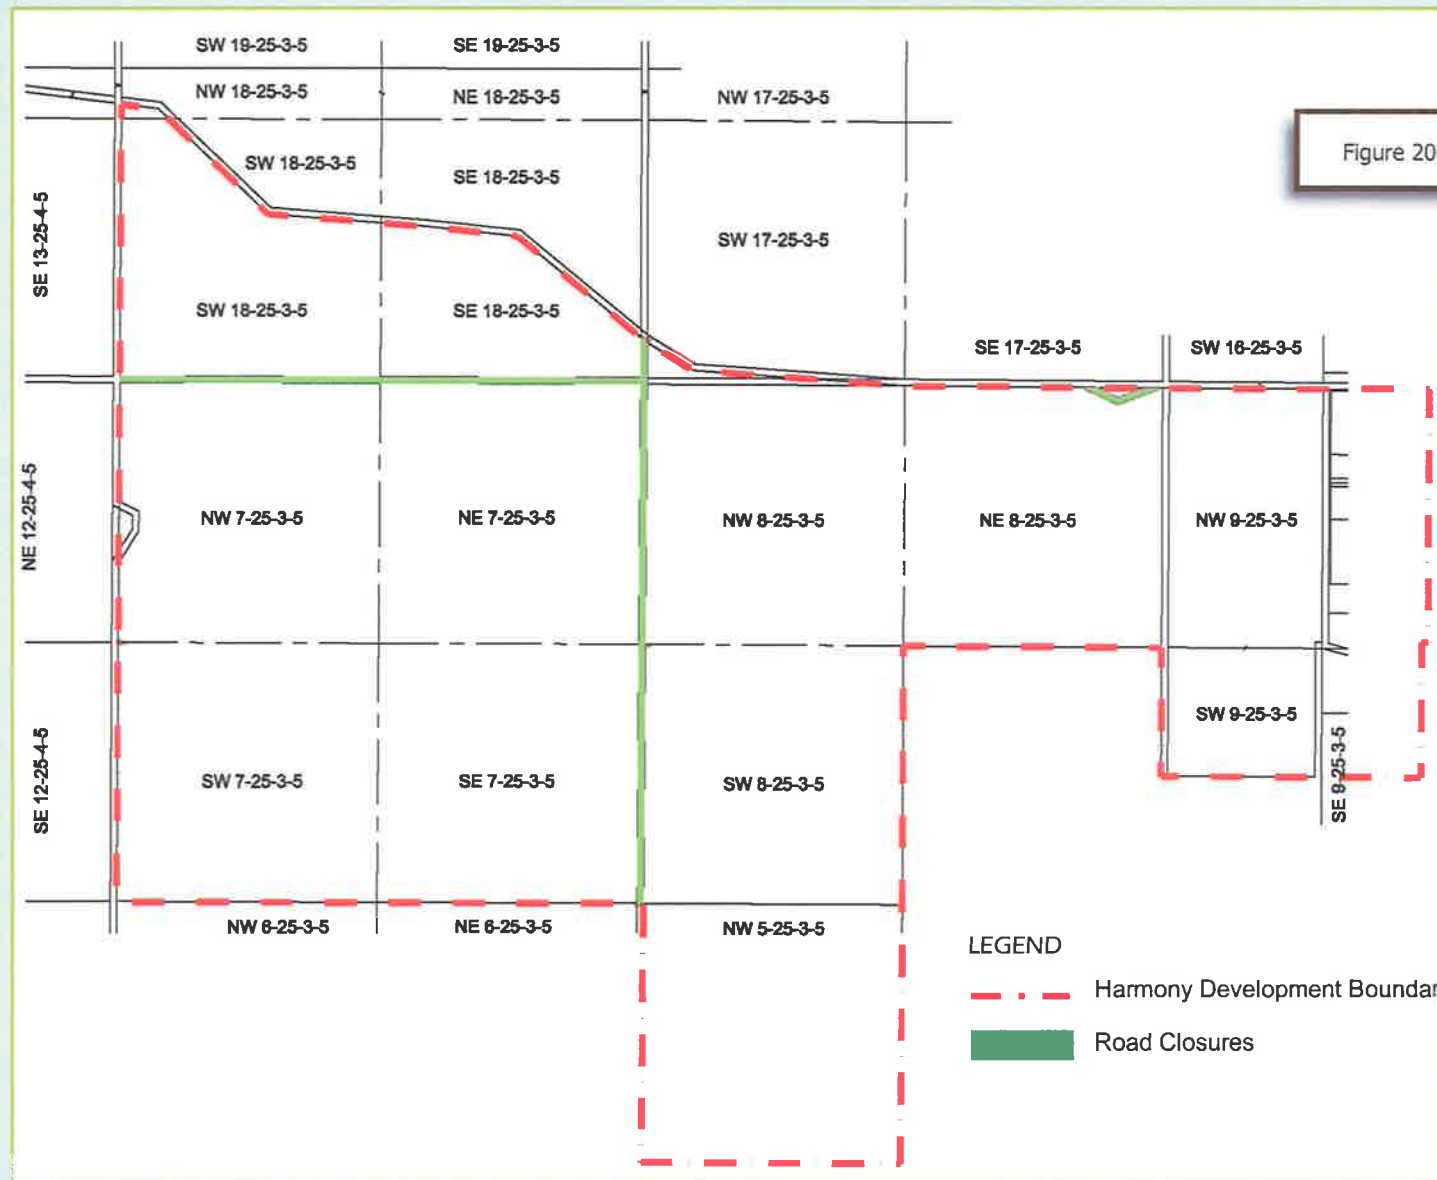 SW 19-25-3-5
SE 19-25-3-5
NW 18-25-3-5
NE 18-25-3-5
NW 17-25-3-5
Figure 20
SW 18-25-3-5
SE 18-25-3-5
SE 13-25-4-5
SW 17-25-3-5
SW 18-25-3-5
SE 18-25-3-5
SE 17-25-3-5
SW 16-25-3-5
NE 12-25-4-5
NW 7-25-3-5
NE 7-25-3-5
NW 8-25-3-5
NE 8-25-3-5
NW 9-25-3-5
SW 9-25-3-5
SE 12-25-4-5
SW 7-25-3-5
SE 7-25-3-5
SW 8-25-3-5
SE 9-25-3-5
NW 6-25-3-5
NE 6-25-3-5
NW 5-25-3-5
LEGEND
Harmony Development Boundar
Road Closures